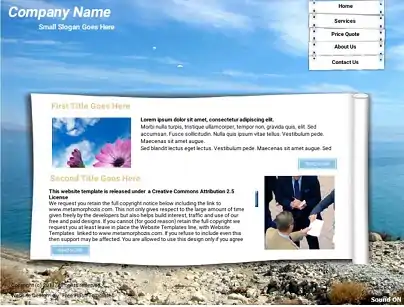 Company Name
Small Slogan Goes Here
Home
Services
Price Quote
About Us
Contact Us
First Title Goes Here
Lorem ipsum dolor sit amet, consectetur adipiscing elit.
Morbi nulla turpis, tristique ullamcorper, tempor non, gravida quis, elit. Sed
accumsan. Fusce sollicitudin. Nulla quis ipsum vitae tellus. Vestibulum pede.
Maecenas sit amet augue.
Sed blandit lectus eget lectus. Vestibulum pede. Maecenas sit amet augue. Sed
Second Title Goes Here
This website template is released under a Creative Commons Attribution 2.5
License
We request you retain the full copyright notice below including the link to
www.metamorphozis.com. This not only gives respect to the large amount of time
given freely by the developers but also helps build interest, traffic and use of our
free and paid designs. If you cannot (for good reason) retain the full copyright we
request you at least leave in place the Website Templates line, with Website
Templates linked to www.metamorphozis.com. If you refuse to include even this
then support may be affected. You are allowed to use this design only if you agree
Sound ON